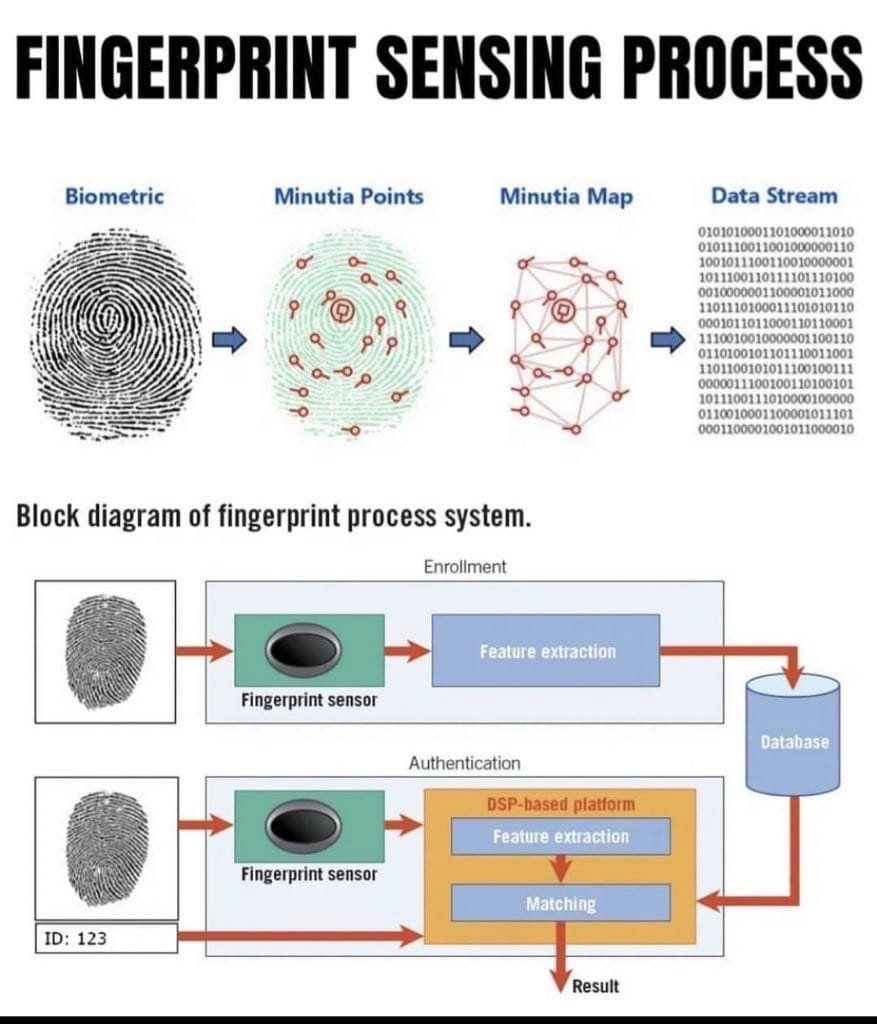 FINGERPRINT SENSING PROCESS
Biometric
Minutia Points
Minutia Map
Data Stream
0101010001101000011010
0101110011001000000110
1001011100110010000001
1011100110111101110100
0010000001100001011000
1101110100011101010110
0001011011000110110001
1110010010000001100110
0110100101101110011001
1101100101011100100111
0000011100100110100101
1011100111010000100000
0110010001100001011101
0001100001001011000010
Block diagram of fingerprint process system.
Enrollment
Feature extraction
Fingerprint sensor
Database
Authentication
DSP-based platform
Feature extraction
Fingerprint sensor
Matching
ID: 123
Result